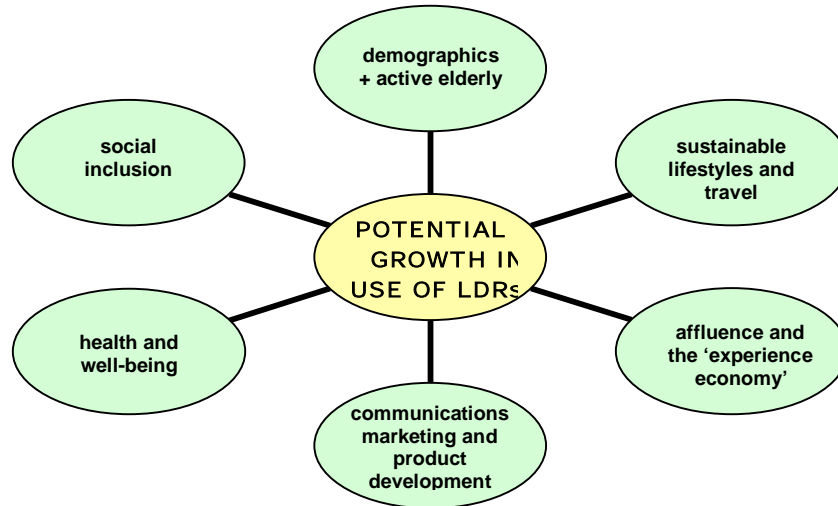 demographics
+ active elderly
social
inclusion
sustainable
lifestyles and
travel
POTENTIAL
GROWTH IN
USE OF LDRs
health and
well-being
affluence and
the ‘experience
economy’
communications
marketing and
product
development